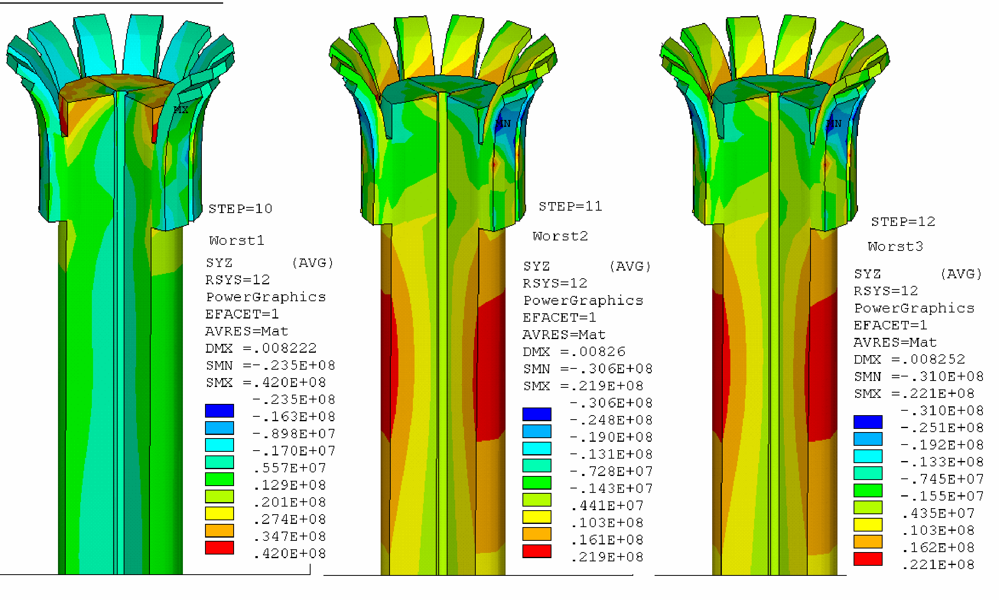 MX
STEP=10
Worst1
SYZ (AVG)
RSYS=12
PowerGraphics
EFACET=1
AVRES=Mat
DMX =.008222
SMN =-.235E+08
SMX =.420E+08
-.235E+08
-.163E+08
-.898E+07
-.170E+07
.557E+07
.129E+08
.201E+08
.274E+08
.347E+08
.420E+08
MN
STEP=11
Worst2
SYZ (AVG)
RSYS=12
PowerGraphics
EFACET=1
AVRES=Mat
DMX =.00826
SMN =-.306E+08
SMX =.219E+08
-.306E+08
-.248E+08
-.190E+08
-.131E+08
-.728E+07
-.143E+07
.441E+07
.103E+08
.161E+08
.219E+08
MN
STEP=12
Worst3
SYZ (AVG)
RSYS=12
PowerGraphics
EFACET=1
AVRES=Mat
DMX =.008252
SMN =-.310E+08
SMX =.221E+08
-.310E+08
-.251E+08
-.192E+08
-.133E+08
-.745E+07
-.155E+07
.435E+07
.103E+08
.162E+08
.221E+08